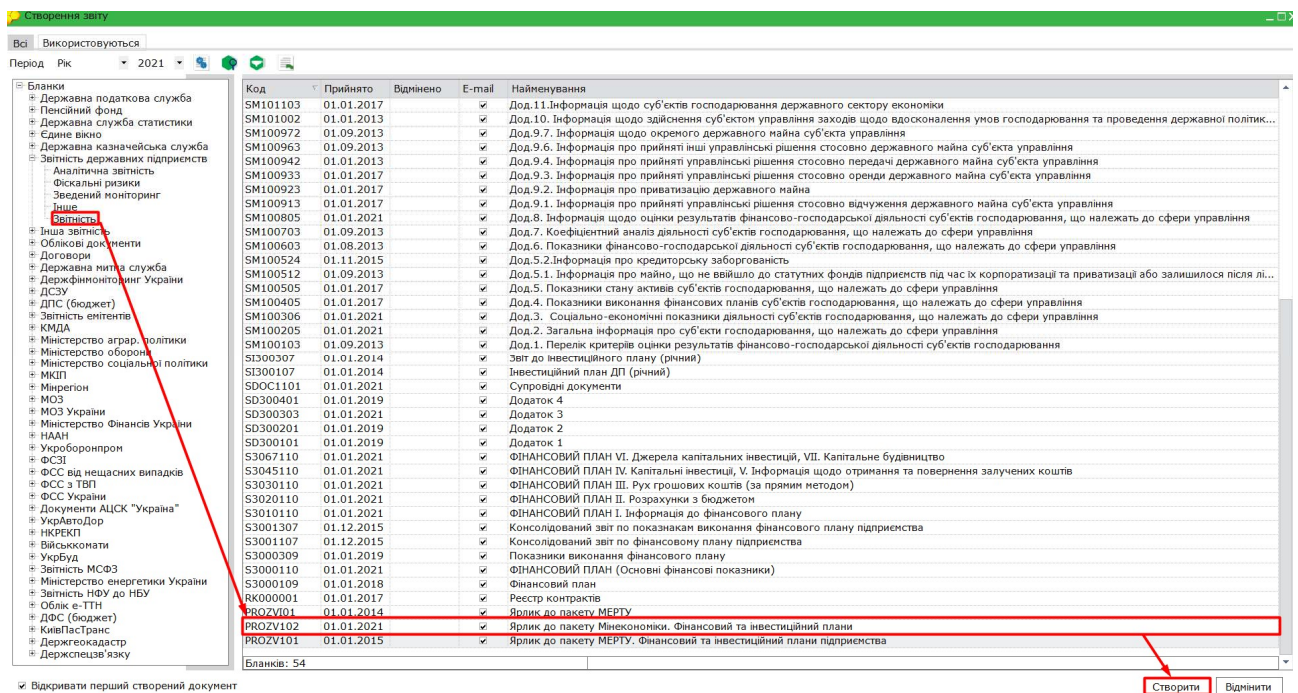 Створення звіту
Всі Використовуються
Період Рік 2021
Бланки
Державна податкова служба
Пенсійний фонд
Державна служба статистики
Єдине вікно
Державна казначейська служба
Звітність державних підприємств
Аналітична звітність
Фіскальні ризики
Зведений моніторинг
Інше
Звітність
Інша звітність
Облікові документи
Договори
Державна митна служба
Держфінмоніторинг України
ДСЗУ
ДПС (бюджет)
Звітність емітентів
КМДА
Міністерство аграр. політики
Міністерство оборони
Міністерство соціальної політики
МКІП
Мінрегіон
МОЗ
МОЗ України
Міністерство Фінансів України
НААН
Укроборонпром
ФСЗІ
ФСС від нещасних випадків
ФСС з ТВП
ФСС України
Документи АЦСК "Україна"
УкрАвтоДор
НКРЕКП
Військкомати
УкрБуд
Звітність МСФЗ
Міністерство енергетики України
Звітність НФУ до НБУ
Облік е-ТТН
ДФС (бюджет)
КиївПасТранс
Держгеокадастр
Держспецзв'язку
Код Прийнято Відмінено E-mail Найменування
SM101103 01.01.2017 Дод.11.Інформація щодо суб'єктів господарювання державного сектору економіки
SM101002 01.01.2013 Дод.10. Інформація щодо здійснення суб'єктом управління заходів щодо вдосконалення умов господарювання та проведення державної політик...
SM100972 01.09.2013 Дод.9.7. Інформація щодо окремого державного майна суб'єкта управління
SM100963 01.09.2013 Дод.9.6. Інформація про прийняті інші управлінські рішення стосовно державного майна суб'єкта управління
SM100942 01.09.2013 Дод.9.4. Інформація про прийняті управлінські рішення стосовно передачі державного майна суб'єкта управління
SM100933 01.01.2017 Дод.9.3. Інформація про прийняті управлінські рішення стосовно оренди державного майна суб'єкта управління
SM100923 01.01.2017 Дод.9.2. Інформація про приватизацію державного майна
SM100913 01.01.2017 Дод.9.1. Інформація про прийняті управлінські рішення стосовно відчуження державного майна суб'єкта управління
SM100805 01.01.2021 Дод.8. Інформація щодо оцінки результатів фінансово-господарської діяльності суб'єктів господарювання, що належать до сфери управління
SM100703 01.09.2013 Дод.7. Коефіцієнтний аналіз діяльності суб'єктів господарювання, що належать до сфери управління
SM100603 01.08.2013 Дод.6. Показники фінансово-господарської діяльності суб'єктів господарювання, що належать до сфери управління
SM100524 01.11.2015 Дод.5.2.Інформація про кредиторську заборгованість
SM100512 01.09.2013 Дод.5.1. Інформація про майно, що не ввійшло до статутних фондів підприємств під час їх корпоратизації та приватизації або залишилося після лі...
SM100505 01.01.2017 Дод.5. Показники стану активів суб'єктів господарювання, що належать до сфери управління
SM100405 01.01.2017 Дод.4. Показники виконання фінансових планів суб'єктів господарювання, що належать до сфери управління
SM100306 01.01.2021 Дод.3. Соціально-економічні показники діяльності суб'єктів господарювання, що належать до сфери управління
SM100205 01.01.2021 Дод.2. Загальна інформація про суб'єкти господарювання, що належать до сфери управління
SM100103 01.09.2013 Дод.1. Перелік критеріїв оцінки результатів фінансово-господарської діяльності суб'єктів господарювання
SI300307 01.01.2014 Звіт до інвестиційного плану (річний)
SI300107 01.01.2014 Інвестиційний план ДП (річний)
SDOC1101 01.01.2021 Супровідні документи
SD300401 01.01.2019 Додаток 4
SD300303 01.01.2021 Додаток 3
SD300201 01.01.2019 Додаток 2
SD300101 01.01.2019 Додаток 1
S3067110 01.01.2021 ФІНАНСОВИЙ ПЛАН VI. Джерела капітальних інвестицій, VII. Капітальне будівництво
S3045110 01.01.2021 ФІНАНСОВИЙ ПЛАН IV. Капітальні інвестиції, V. Інформація щодо отримання та повернення залучених коштів
S3030110 01.01.2021 ФІНАНСОВИЙ ПЛАН III. Рух грошових коштів (за прямим методом)
S3020110 01.01.2021 ФІНАНСОВИЙ ПЛАН II. Розрахунки з бюджетом
S3010110 01.01.2021 ФІНАНСОВИЙ ПЛАН I. Інформація до фінансового плану
S3001307 01.12.2015 Консолідований звіт по показнакам виконання фінансового плану підприємства
S3001107 01.12.2015 Консолідований звіт по фінансовому плану підприємства
S3000309 01.01.2019 Показники виконання фінансового плану
S3000110 01.01.2021 ФІНАНСОВИЙ ПЛАН (Основні фінансові показники)
S3000109 01.01.2018 Фінансовий план
RK000001 01.01.2017 Реєстр контрактів
PROZVI01 01.01.2014 Ярлик до пакету МЕРТУ
PROZV102 01.01.2021 Ярлик до пакету Мінекономіки. Фінансовий та інвестиційний плани
PROZV101 01.01.2015 Ярлик до пакету МЕРТУ. Фінансовий та інвестиційний плани підприємства
Бланків: 54
Відкривати перший створений документ
Створити Відмінити